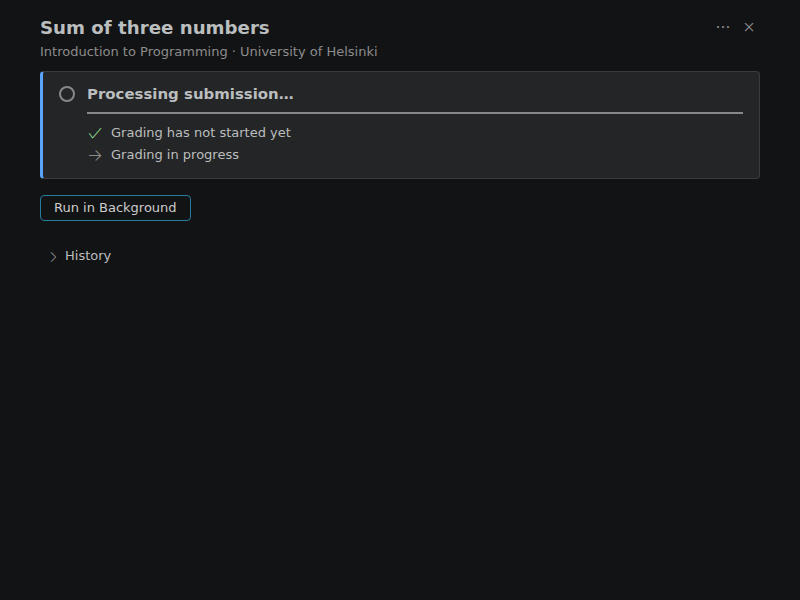 Sum of three numbers
Introduction to Programming · University of Helsinki
Processing submission…
Grading has not started yet
Grading in progress
Run in Background
History